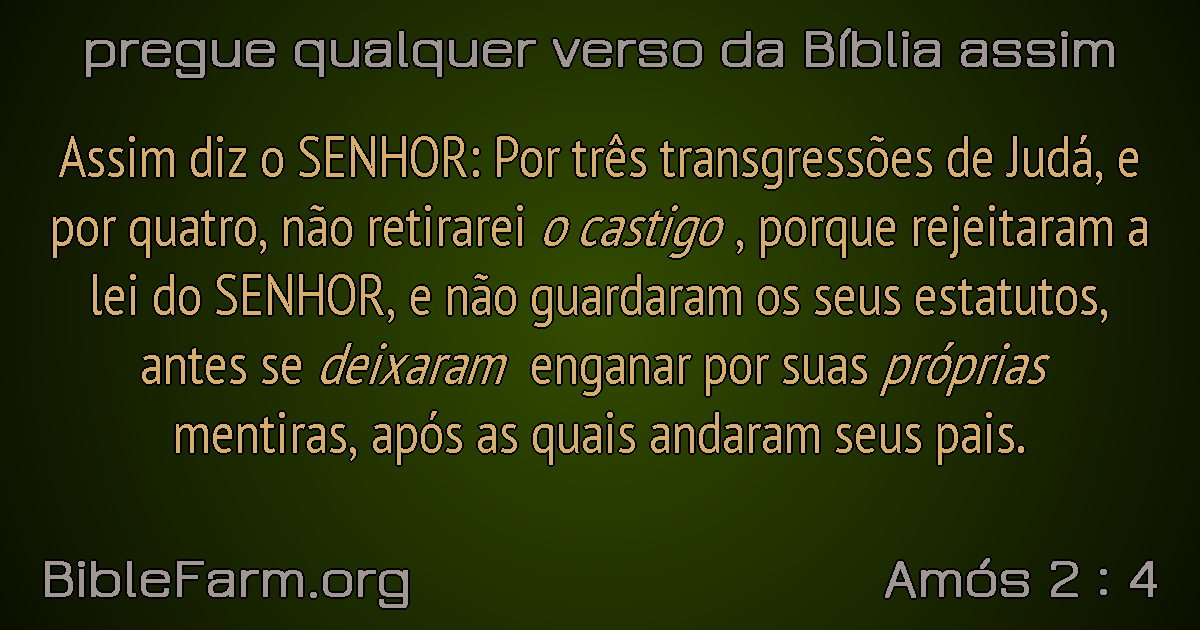 pregue qualquer verso da Bíblia assim
Assim diz o SENHOR: Por três transgressões de Judá, e
por quatro, não retirarei o castigo , porque rejeitaram a
lei do SENHOR, e não guardaram os seus estatutos,
antes se deixaram enganar por suas próprias
mentiras, após as quais andaram seus pais.
BibleFarm.org
Amós 2 : 4